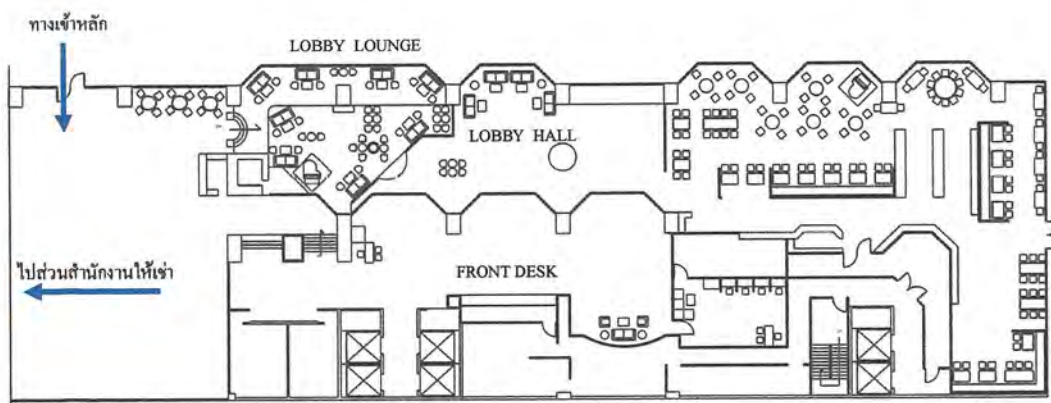 ทางเข้าหลัก
LOBBY LOUNGE
LOBBY HALL
ไปส่วนสำนักงานให้เช่า
FRONT DESK